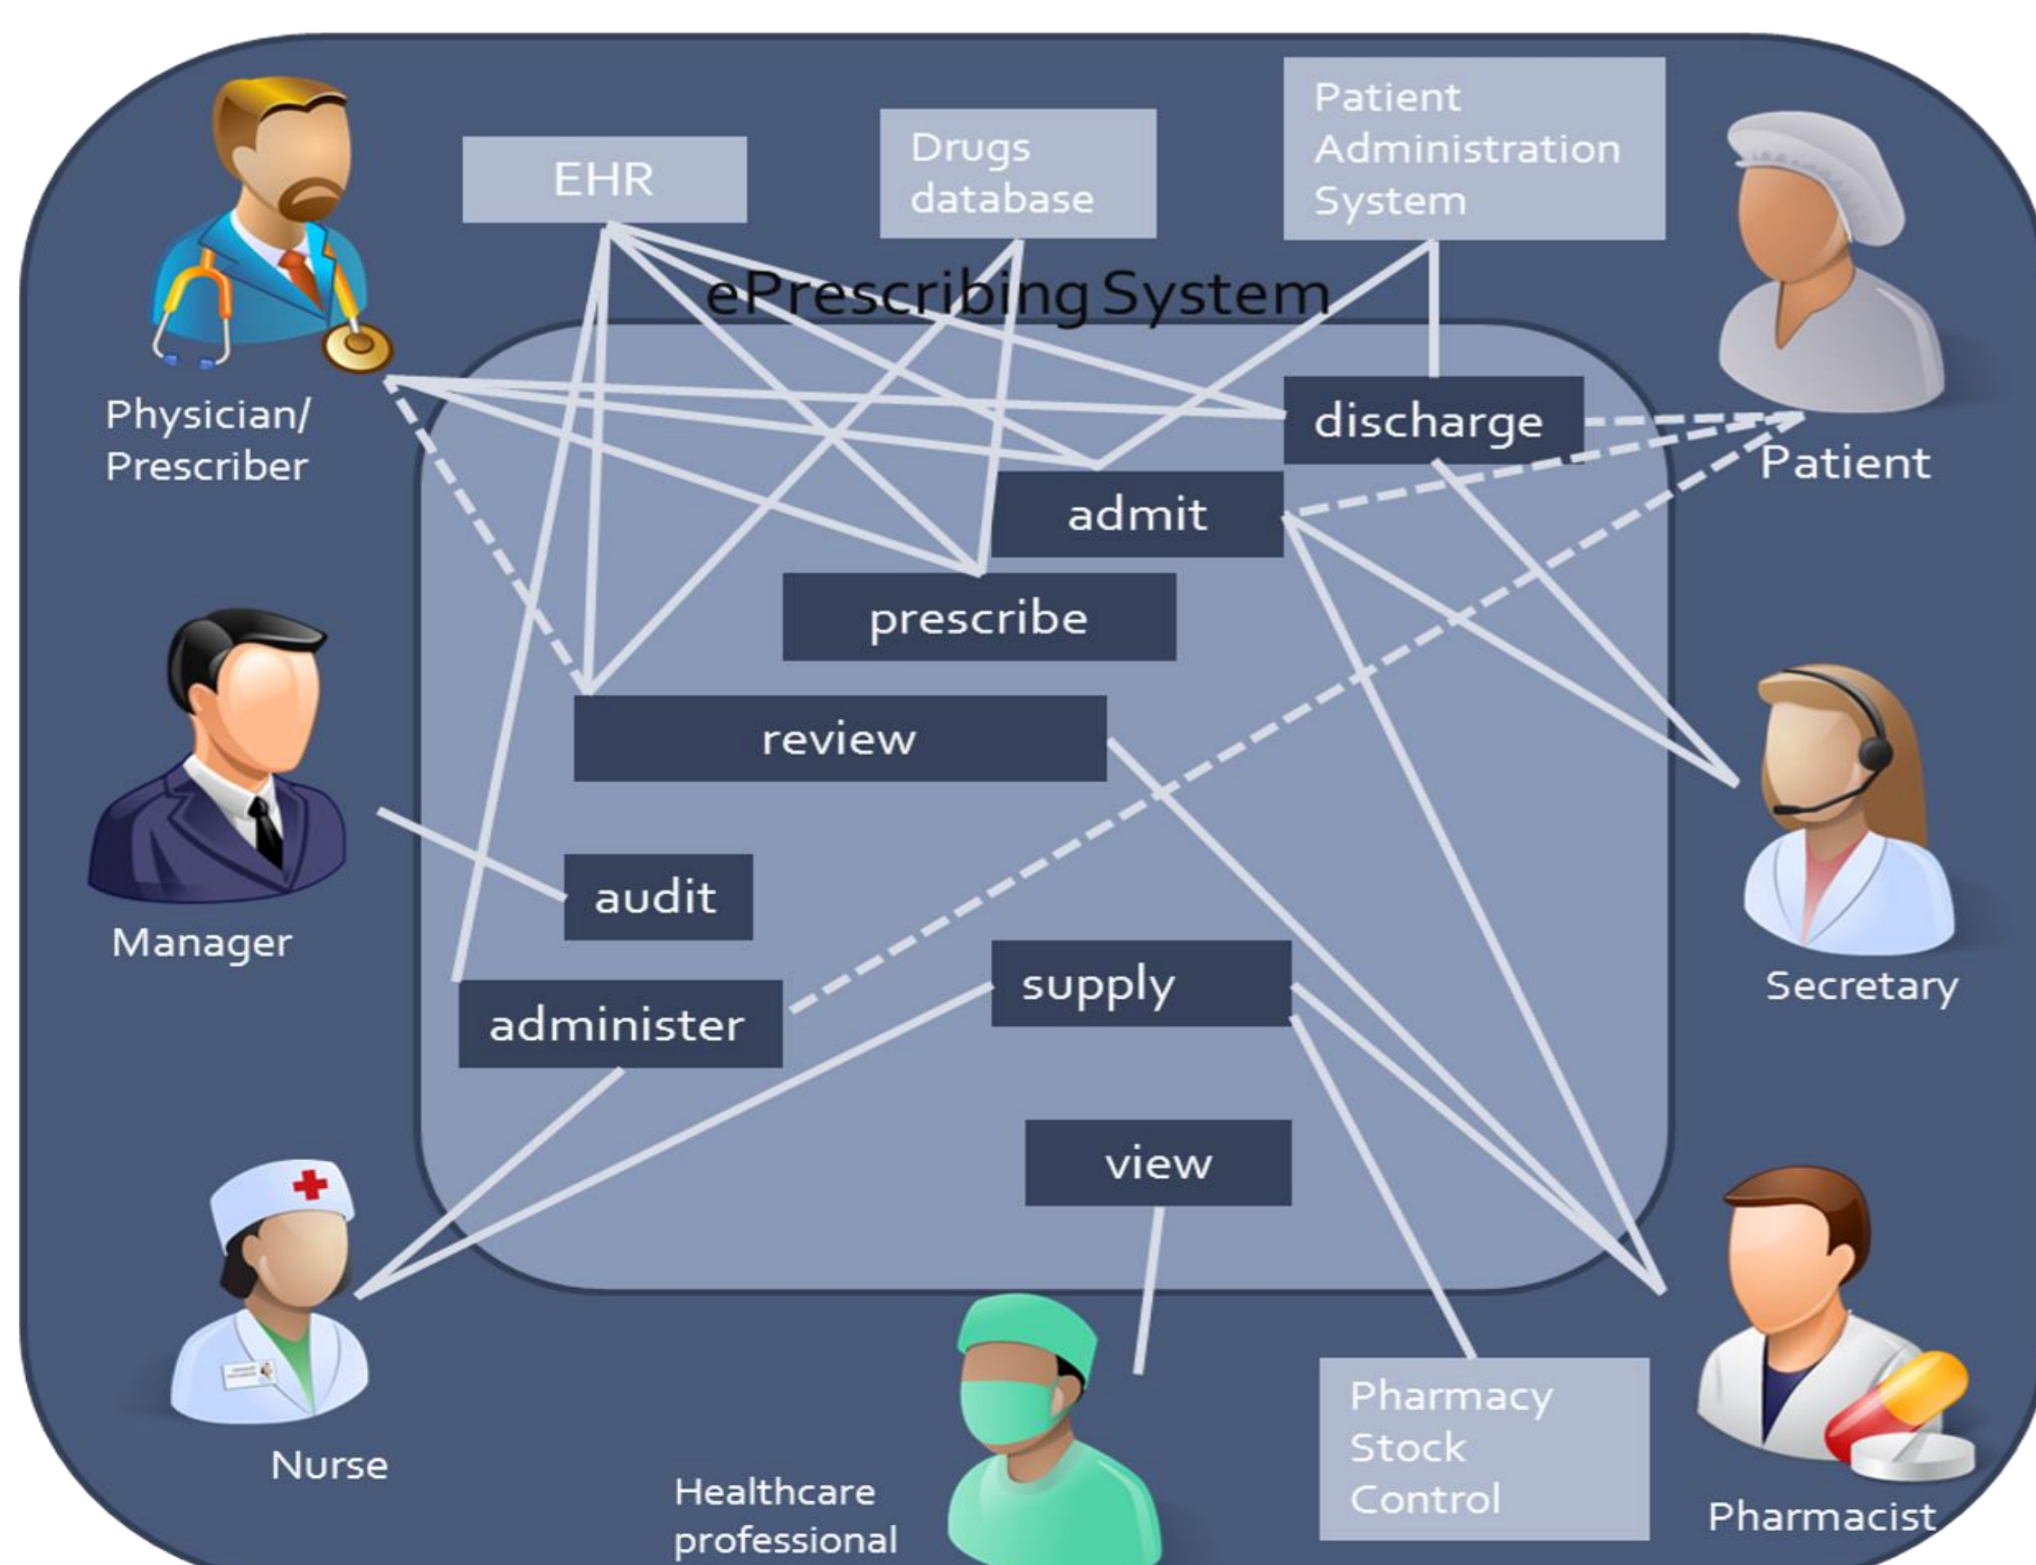 EHR
Drugs
database
Patient
Administration
System
ePrescribing System
Physician/
Prescriber
discharge
Patient
admit
prescribe
review
audit
Manager
supply
Secretary
administer
view
Nurse
Healthcare
professional
Pharmacy
Stock
Control
Pharmacist